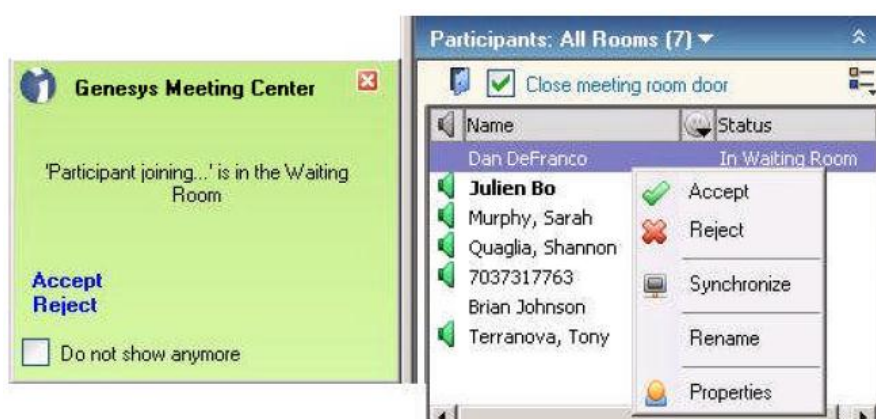 Genesys Meeting Center
'Participant joining...' is in the Waiting
Room
Accept
Reject
Do not show anymore
Participants: All Rooms (7)
Close meeting room door
Name
Status
Dan DeFranco
In Waiting Room
Julien Bo
Murphy, Sarah
Quaglia, Shannon
7037317763
Brian Johnson
Terranova, Tony
Accept
Reject
Synchronize
Rename
Properties